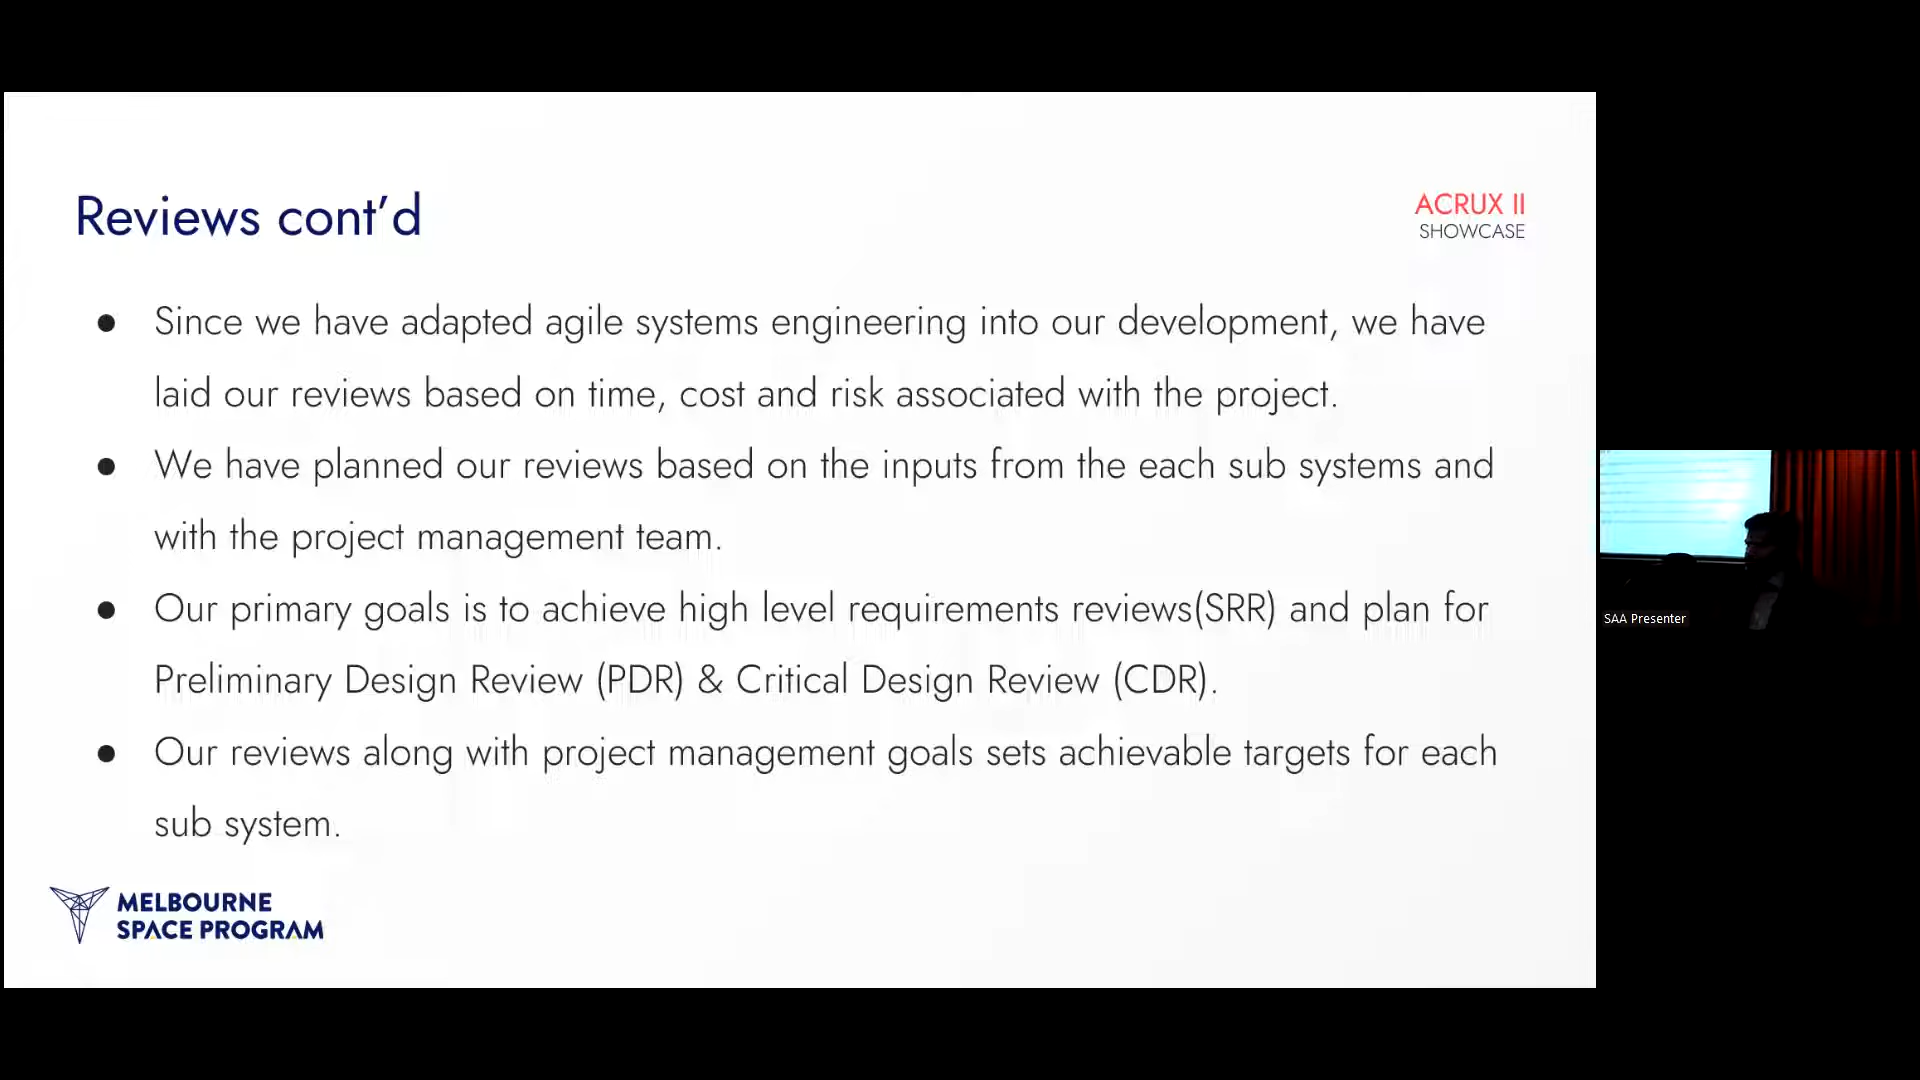 Reviews cont’d
ACRUX II
SHOWCASE
● Since we have adapted agile systems engineering into our development, we have
laid our reviews based on time, cost and risk associated with the project.
● We have planned our reviews based on the inputs from the each sub systems and
with the project management team.
● Our primary goals is to achieve high level requirements reviews(SRR) and plan for
Preliminary Design Review (PDR) & Critical Design Review (CDR).
● Our reviews along with project management goals sets achievable targets for each
sub system.
MELBOURNE
SPACE PROGRAM
SAA Presenter